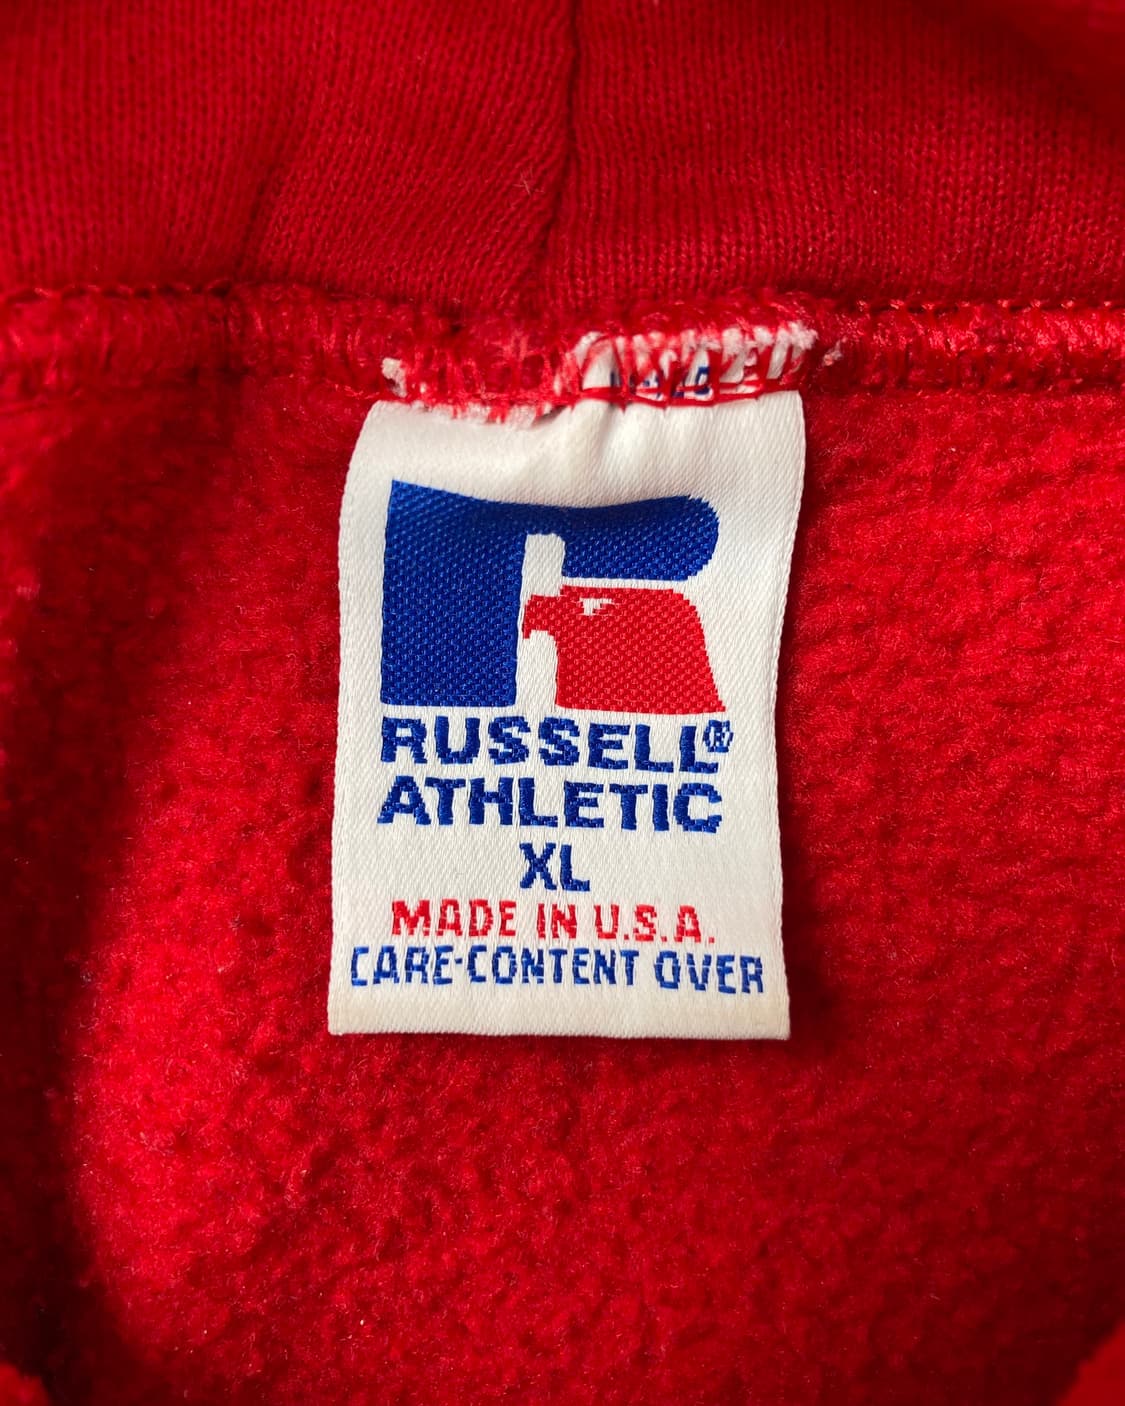 RUSSELL®
ATHLETIC
XL
MADE IN U.S.A.
CARE-CONTENT OVER